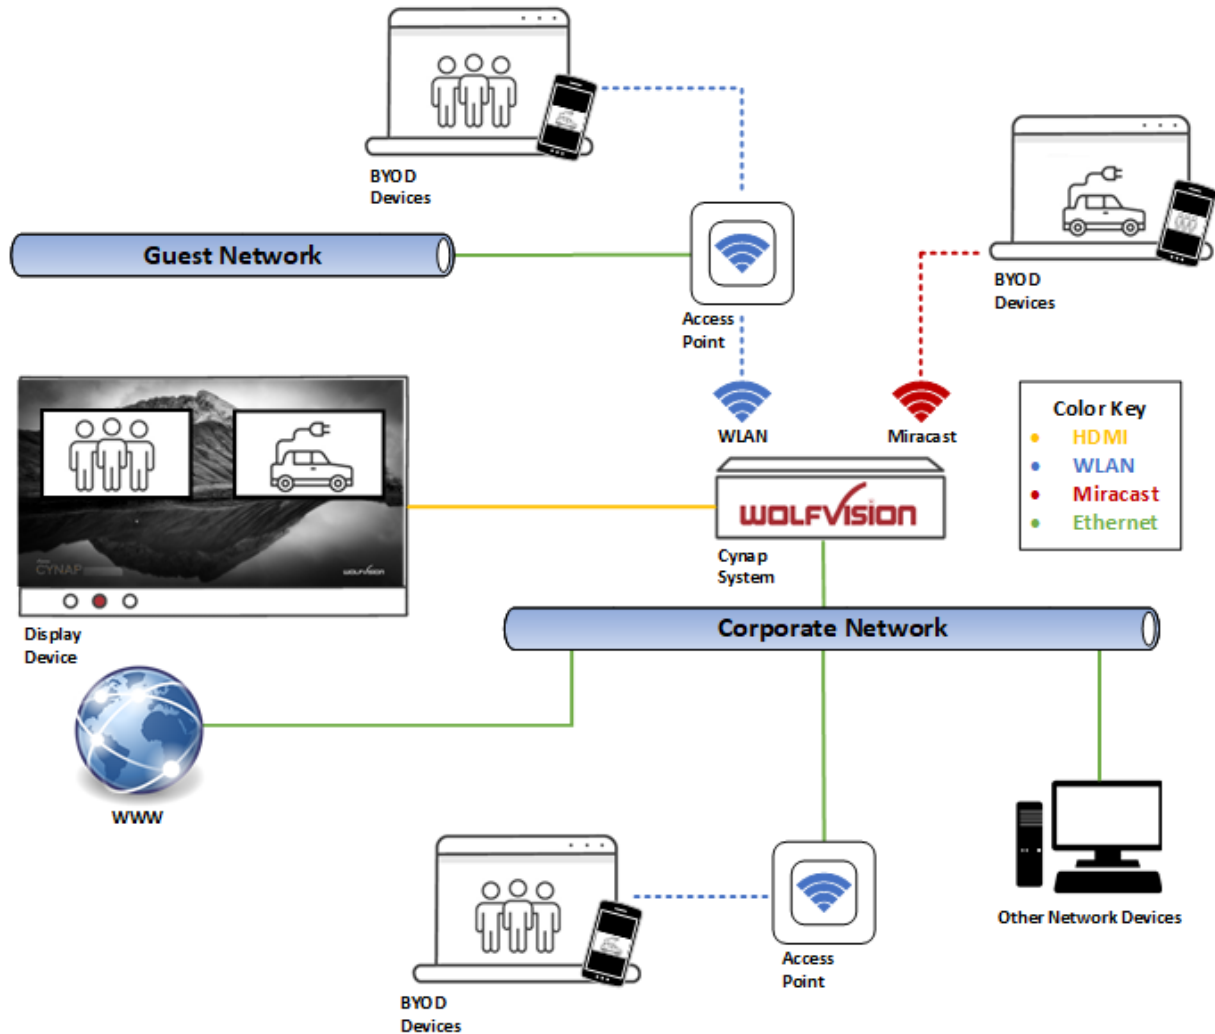 BYOD
Devices
Guest Network
Access
Point
BYOD
Devices
WLAN
Miracast
Color Key
HDMI
WLAN
Miracast
Ethernet
WOLFVISION
Cynap
System
CYNAP
WOLFVISION
Display
Device
Corporate Network
WWW
Other Network Devices
Access
Point
BYOD
Devices